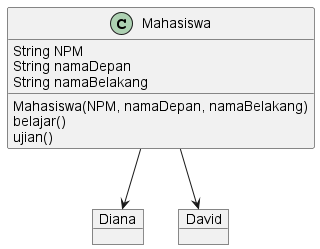 C Mahasiswa
String NPM
String namaDepan
String namaBelakang
Mahasiswa(NPM, namaDepan, namaBelakang)
belajar()
ujian()
Diana
David